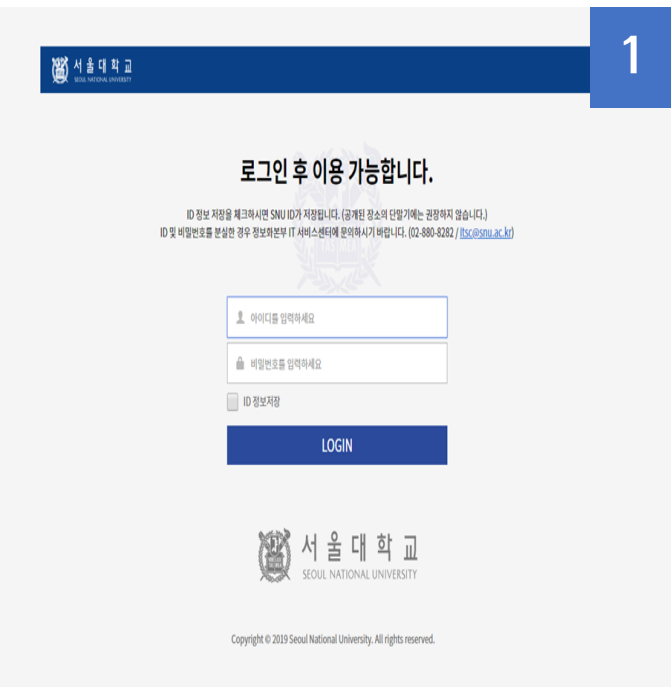 1
서울대학교
SEOUL NATIONAL UNIVERSITY
로그인 후 이용 가능합니다.
ID 정보 저장을 체크하시면 SNU ID가 저장됩니다. (공개된 장소의 단말기에는 권장하지 않습니다.)
ID 및 비밀번호를 분실한 경우 정보화본부 IT 서비스센터에 문의하시기 바랍니다. (02-880-8282 / itsc@snu.ac.kr)
아이디를 입력하세요
비밀번호를 입력하세요
ID 정보저장
LOGIN
서울대학교
SEOUL NATIONAL UNIVERSITY
Copyright © 2019 Seoul National University. All rights reserved.